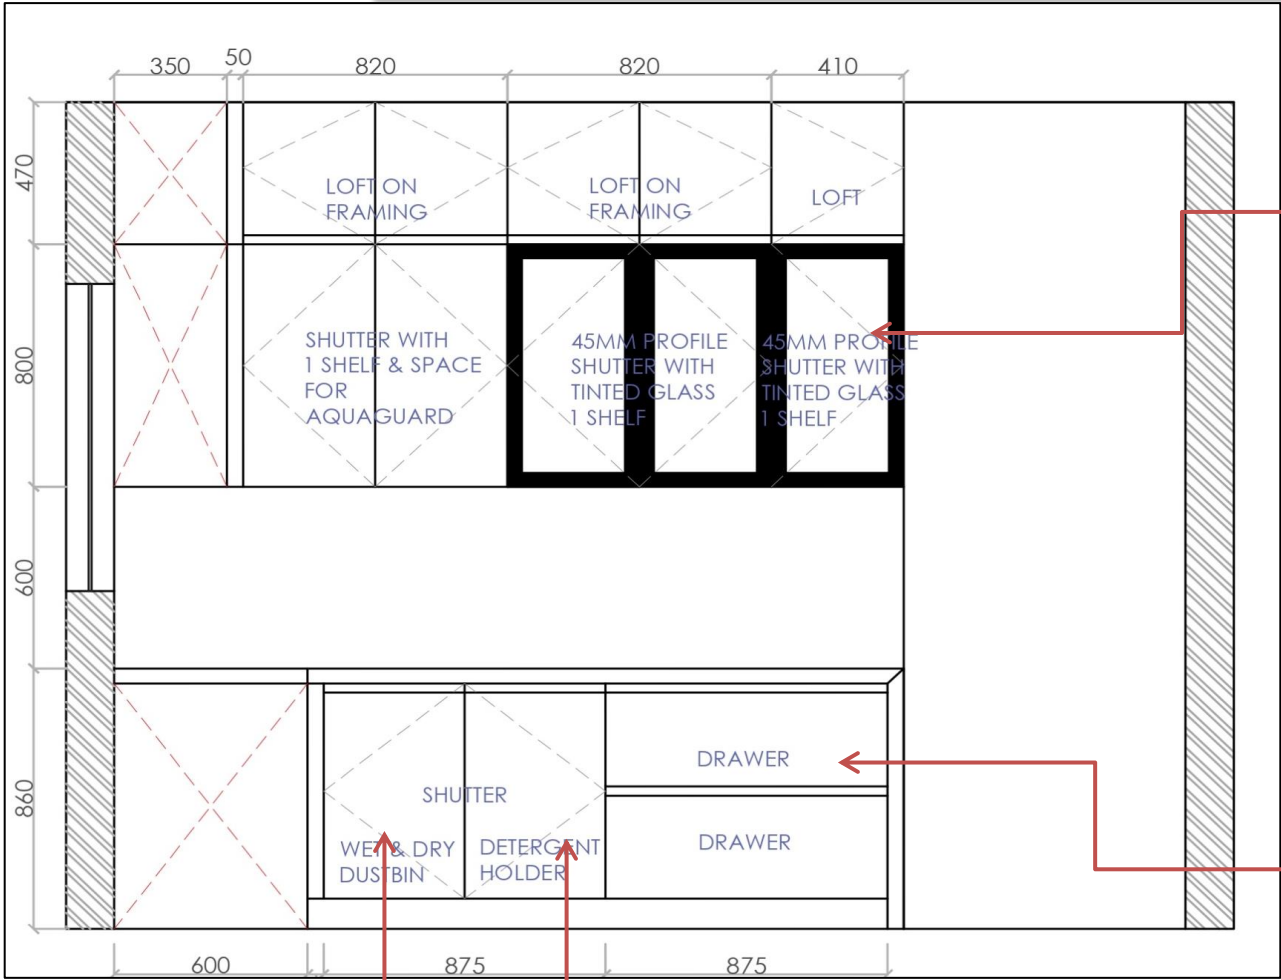 350
50
820
820
410
470
LOFT ON
FRAMING
LOFT ON
FRAMING
LOFT
800
SHUTTER WITH
1 SHELF & SPACE
FOR
AQUAGUARD
45MM PROFILE
SHUTTER WITH
TINTED GLASS
1 SHELF
45MM PROFILE
SHUTTER WITH
TINTED GLASS
1 SHELF
600
860
SHUTTER
WET & DRY
DUSTBIN
DETERGENT
HOLDER
DRAWER
DRAWER
600
875
875